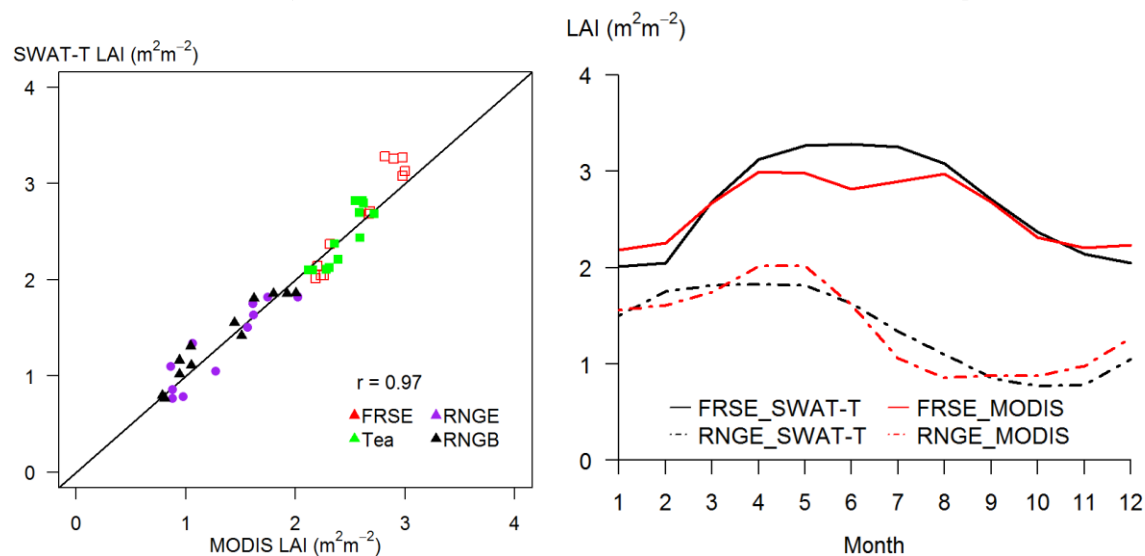 SWAT-T LAI (m²m⁻²)
4
3
2
1
0
r = 0.97
FRSE RNGE
Tea RNGB
0 1 2 3 4
MODIS LAI (m²m⁻²)
LAI (m²m⁻²)
4
3
2
1
0
FRSE_SWAT-T FRSE_MODIS
RNGE_SWAT-T RNGE_MODIS
1 2 3 4 5 6 7 8 9 10 11 12
Month